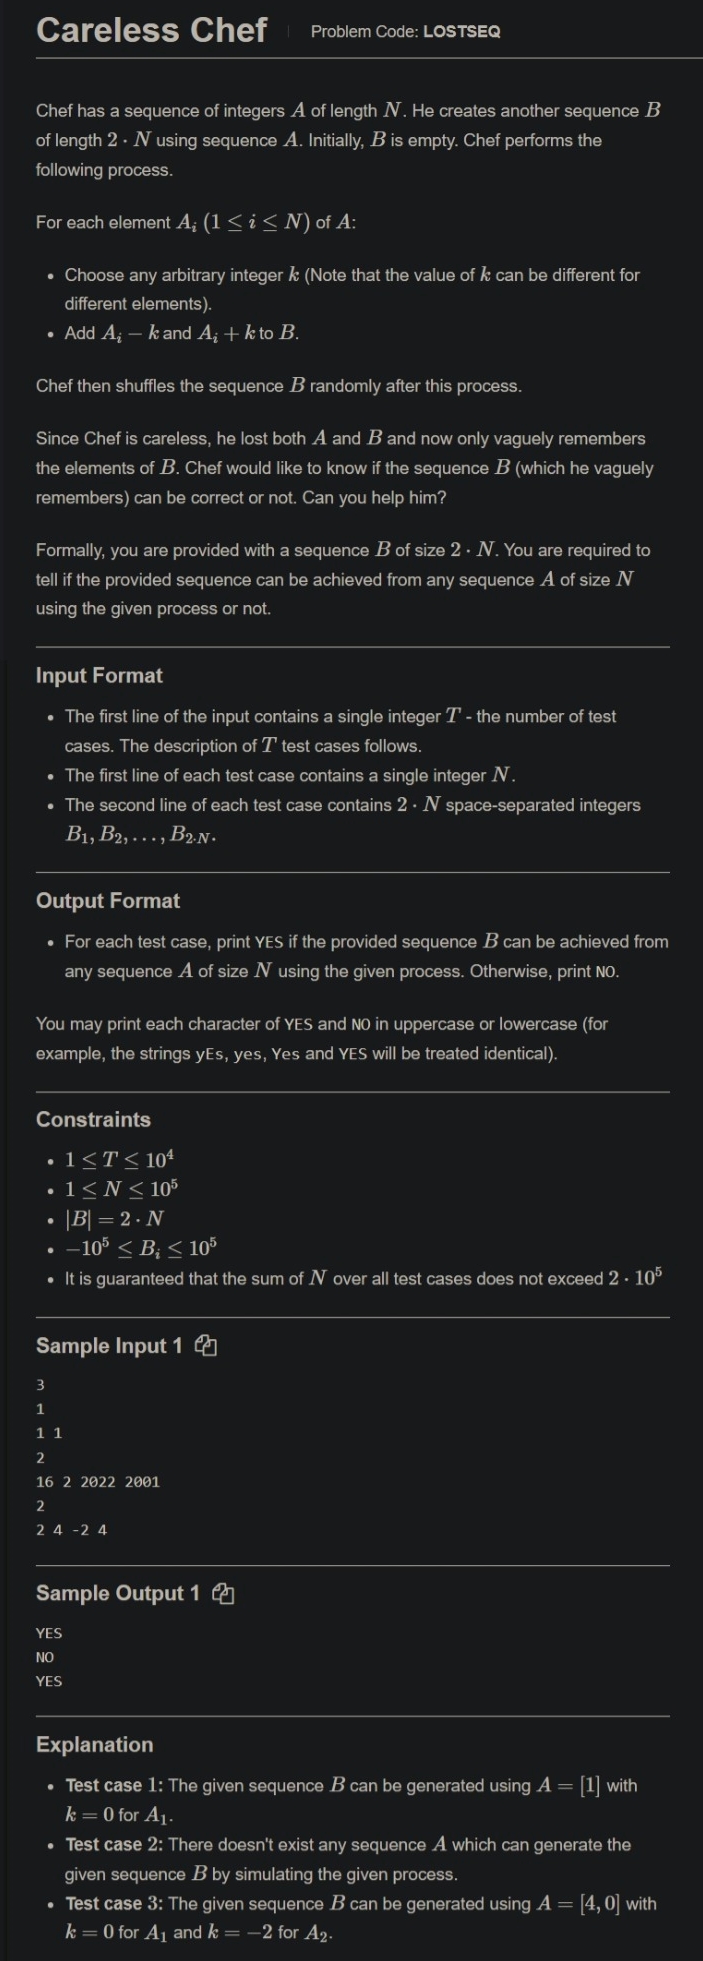 Careless Chef | Problem Code: LOSTSEQ
Chef has a sequence of integers A of length N. He creates another sequence B
of length 2 · N using sequence A. Initially, B is empty. Chef performs the
following process.
For each element A_i (1 ≤ i ≤ N) of A:
• Choose any arbitrary integer k (Note that the value of k can be different for
different elements).
• Add A_i − k and A_i + k to B.
Chef then shuffles the sequence B randomly after this process.
Since Chef is careless, he lost both A and B and now only vaguely remembers
the elements of B. Chef would like to know if the sequence B (which he vaguely
remembers) can be correct or not. Can you help him?
Formally, you are provided with a sequence B of size 2 · N. You are required to
tell if the provided sequence can be achieved from any sequence A of size N
using the given process or not.
Input Format
• The first line of the input contains a single integer T - the number of test
cases. The description of T test cases follows.
• The first line of each test case contains a single integer N.
• The second line of each test case contains 2 · N space-separated integers
B_1, B_2, . . . , B_{2·N}.
Output Format
• For each test case, print YES if the provided sequence B can be achieved from
any sequence A of size N using the given process. Otherwise, print NO.
You may print each character of YES and NO in uppercase or lowercase (for
example, the strings yEs, yes, Yes and YES will be treated identical).
Constraints
• 1 ≤ T ≤ 10^4
• 1 ≤ N ≤ 10^5
• |B| = 2 · N
• −10^5 ≤ B_i ≤ 10^5
• It is guaranteed that the sum of N over all test cases does not exceed 2 · 10^5
Sample Input 1
3
1
1 1
2
16 2 2022 2001
2
2 4 -2 4
Sample Output 1
YES
NO
YES
Explanation
• Test case 1: The given sequence B can be generated using A = [1] with
k = 0 for A_1.
• Test case 2: There doesn't exist any sequence A which can generate the
given sequence B by simulating the given process.
• Test case 3: The given sequence B can be generated using A = [4, 0] with
k = 0 for A_1 and k = −2 for A_2.